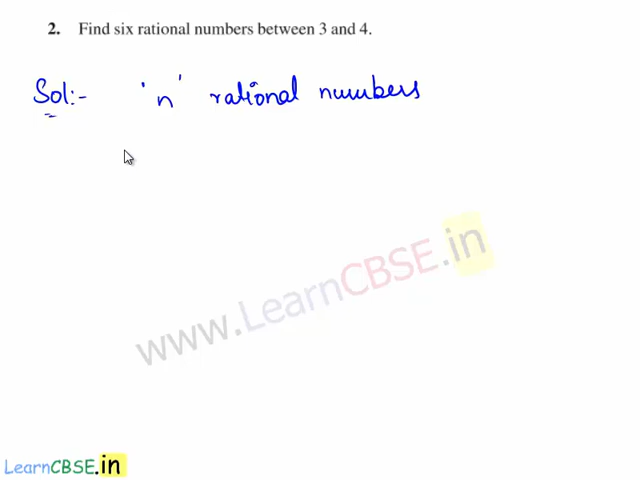 2. Find six rational numbers between 3 and 4.
Sol:- 'n' rational numbers
www.LearnCBSE.in
LearnCBSE.in